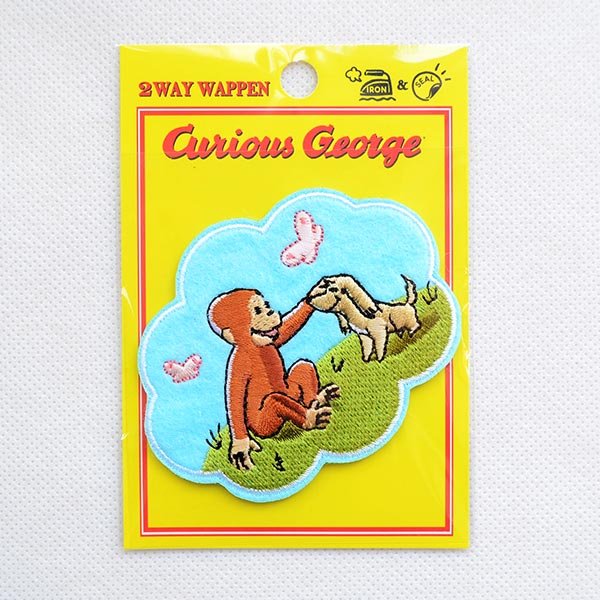 2WAY WAPPEN
IRON & SEAL
Curious George